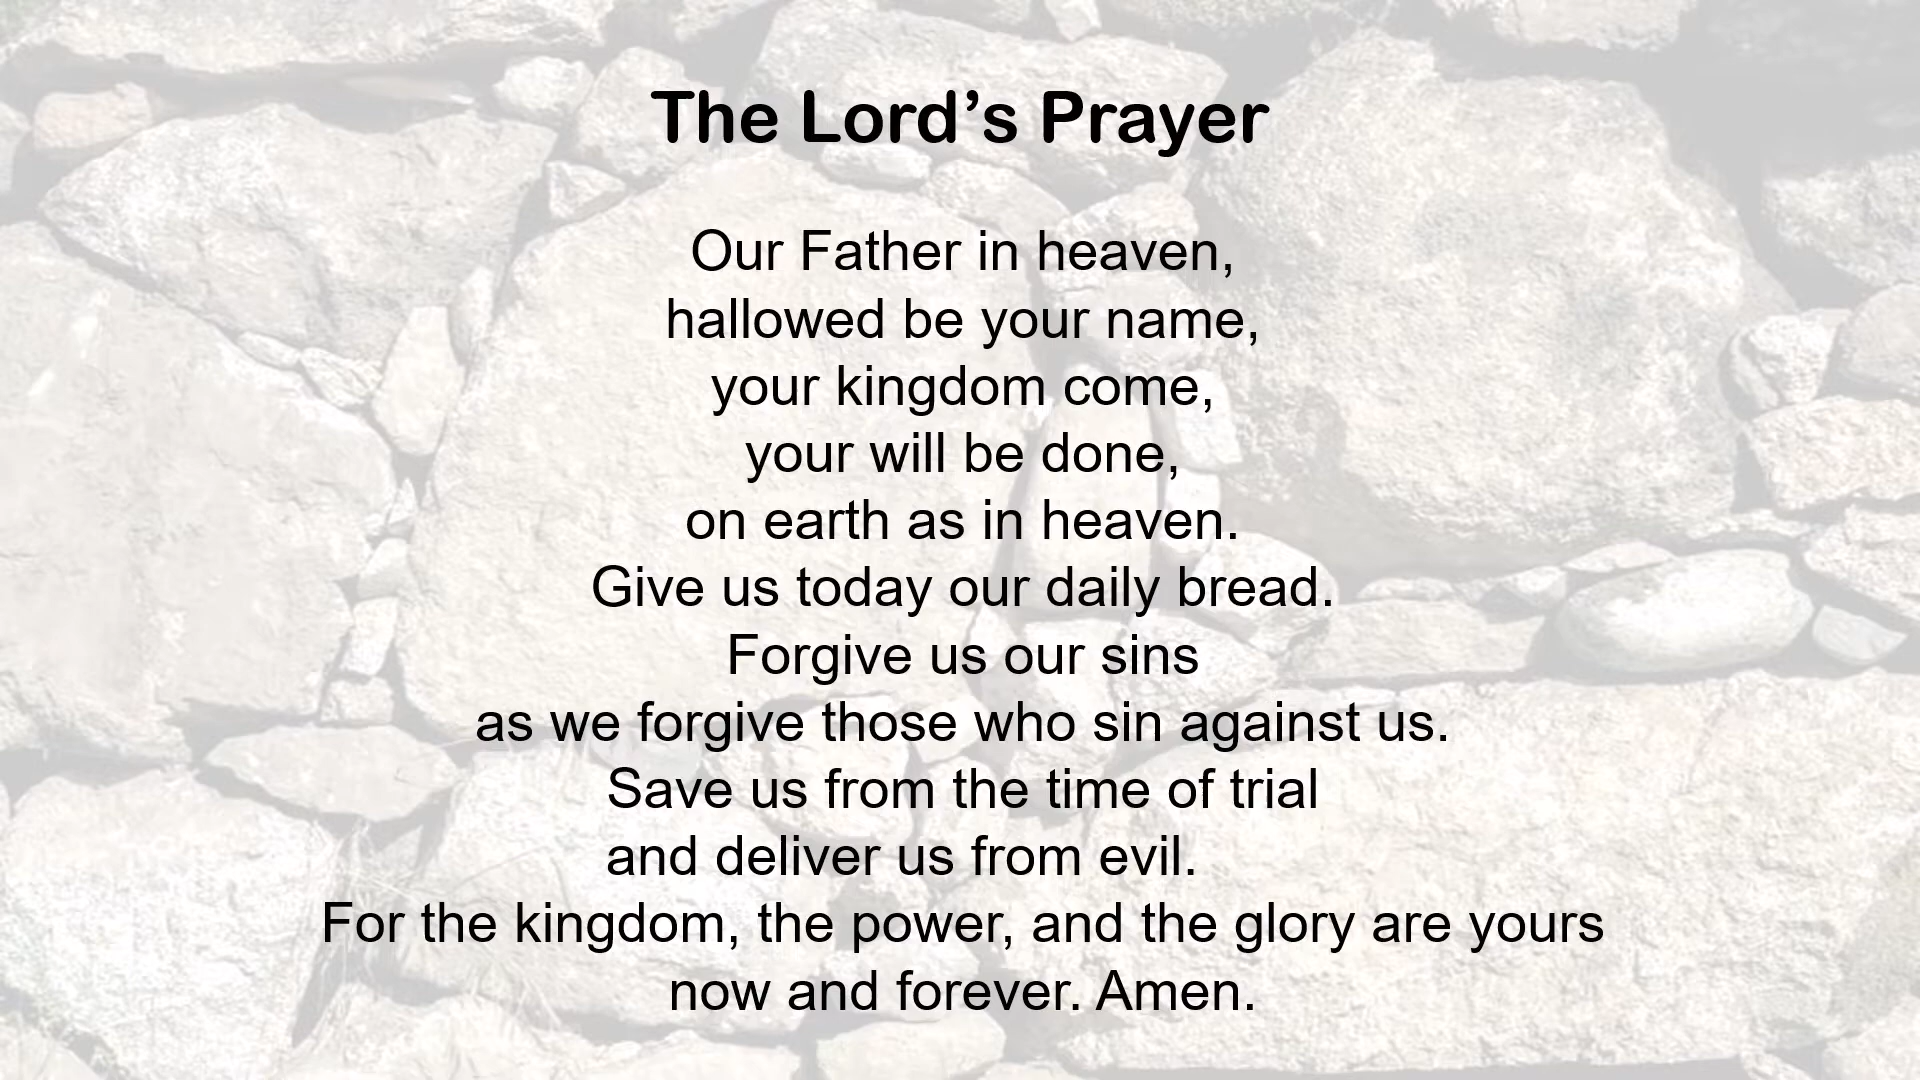 The Lord’s Prayer
Our Father in heaven,
hallowed be your name,
your kingdom come,
your will be done,
on earth as in heaven.
Give us today our daily bread.
Forgive us our sins
as we forgive those who sin against us.
Save us from the time of trial
and deliver us from evil.
For the kingdom, the power, and the glory are yours
now and forever. Amen.